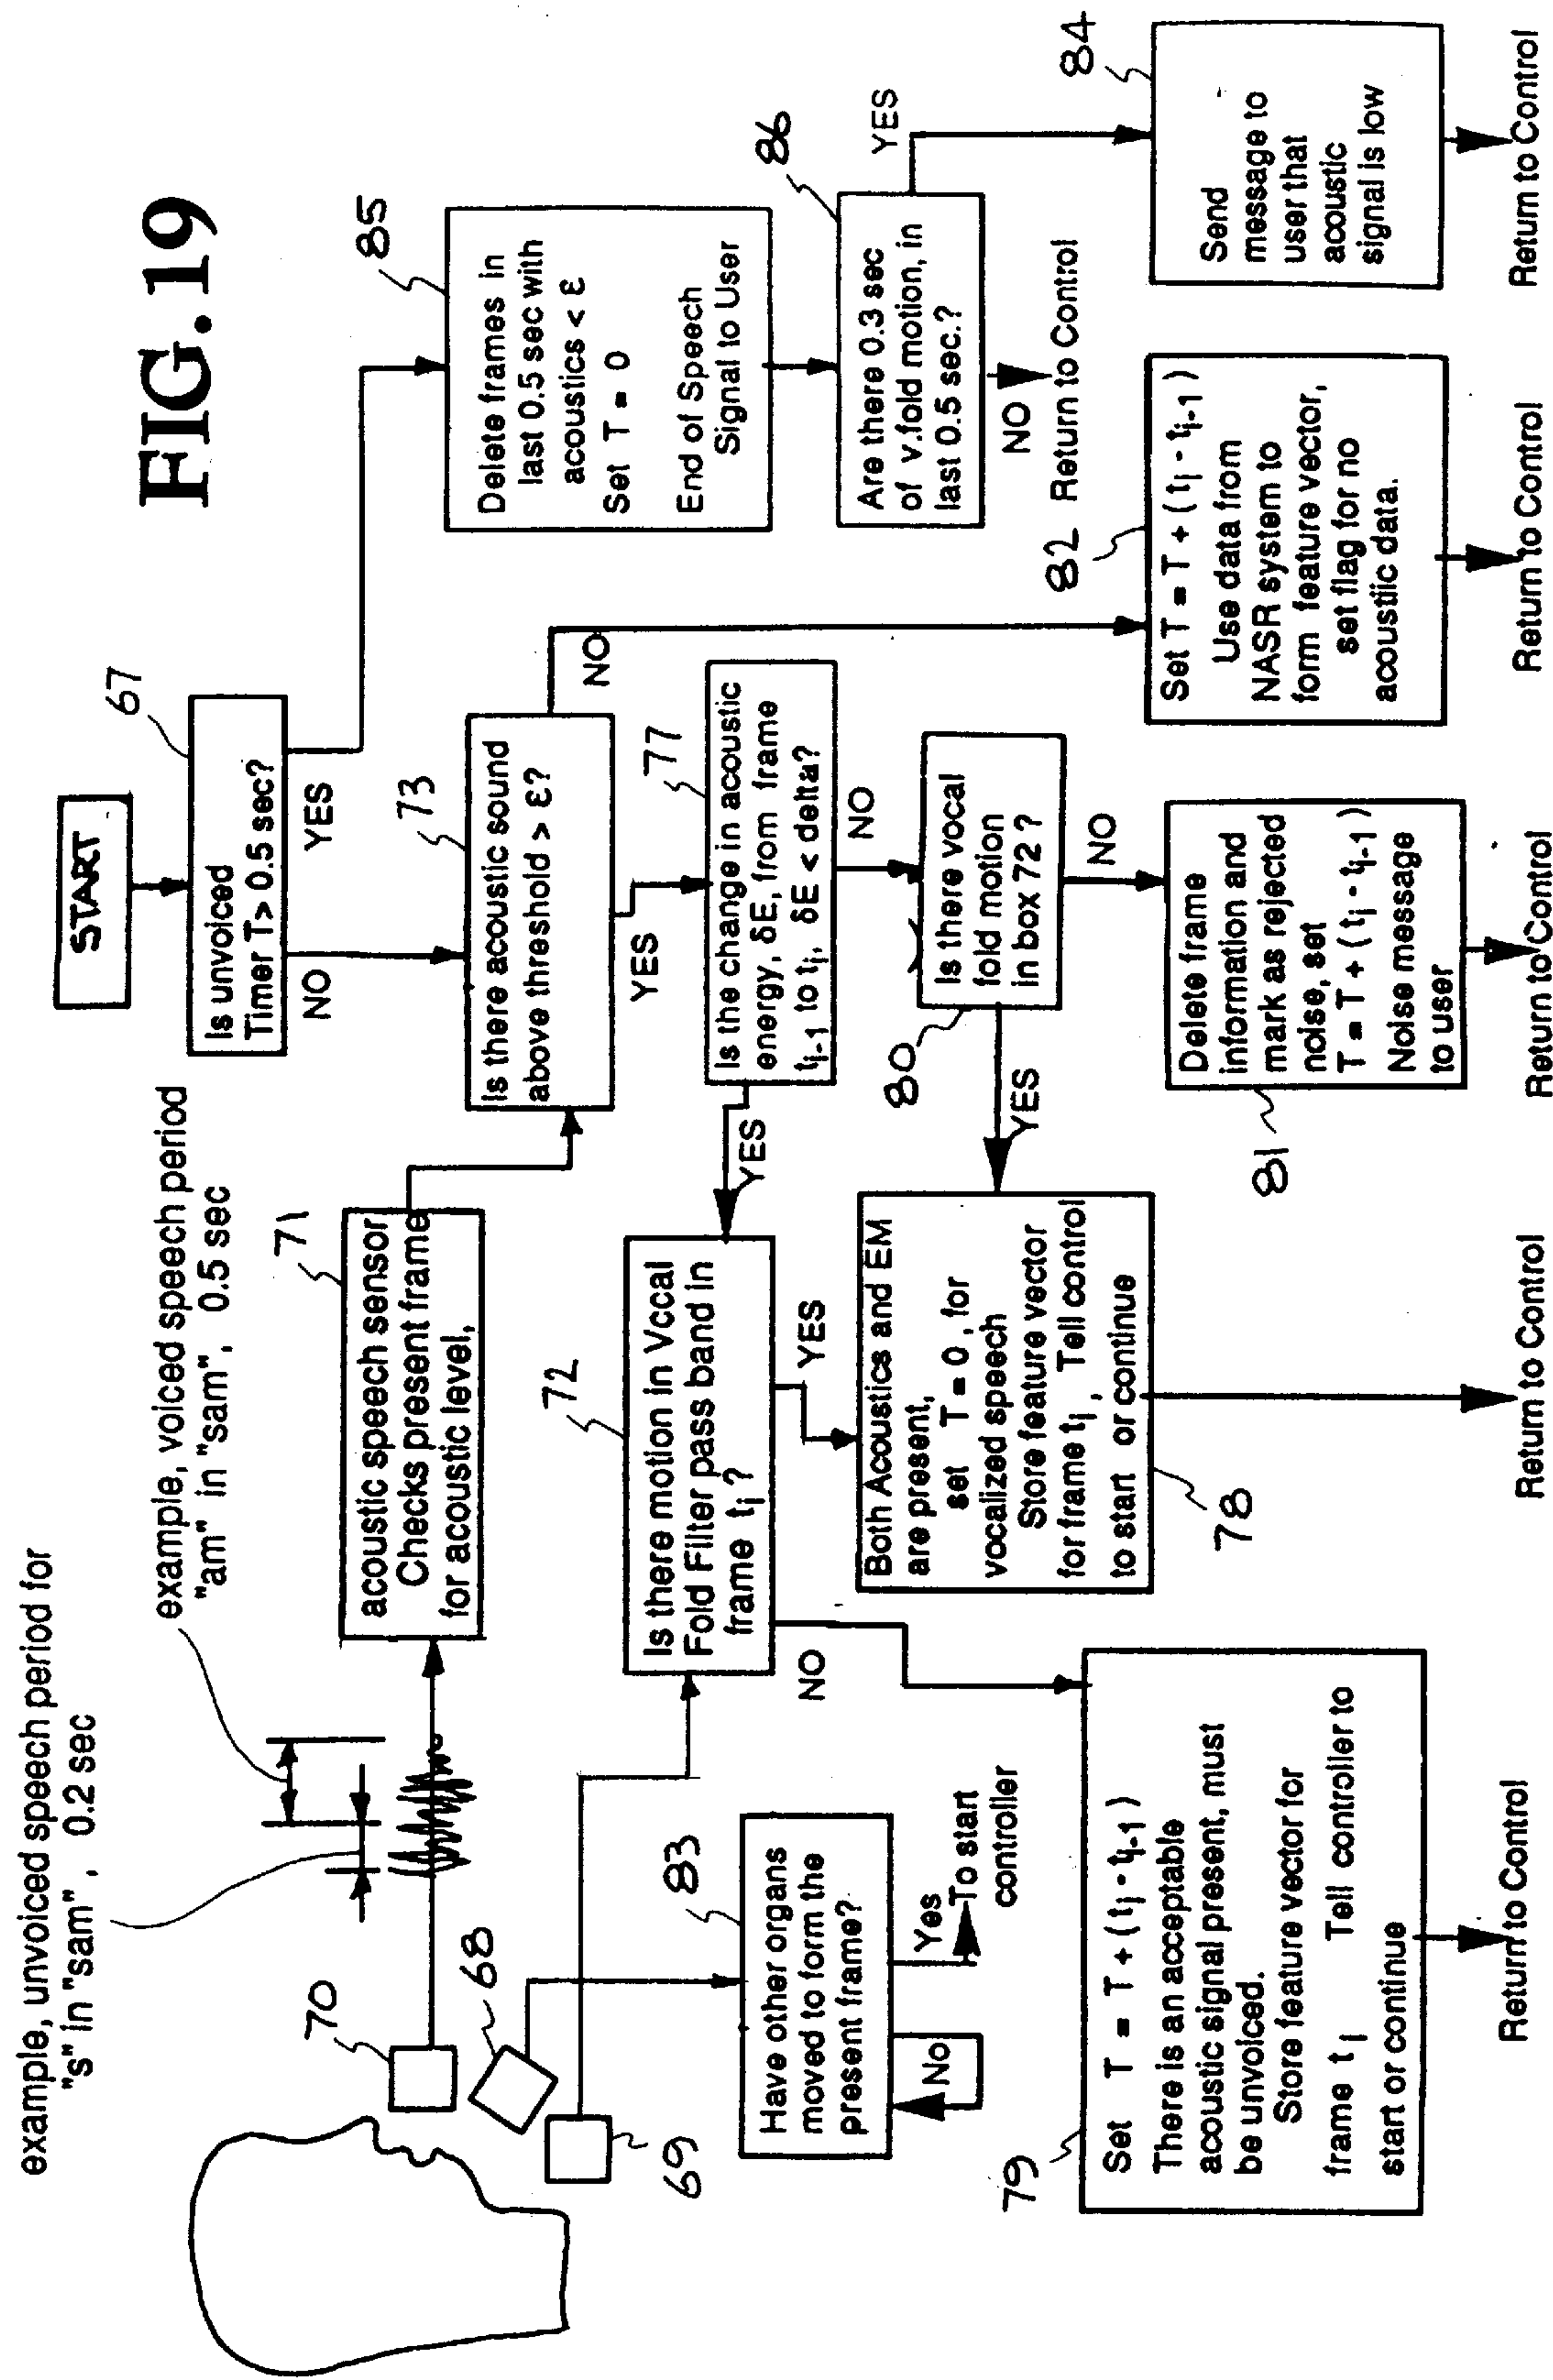 FIG. 19
START
67
Is unvoiced
Timer T> 0.5 sec?
NO
YES
example, unvoiced speech period for
"s" in "sam" , 0.2 sec
example, voiced speech period
"am" in "sam", 0.5 sec
70
68
69
71
acoustic speech sensor
Checks present frame
for acoustic level,
73
Is there acoustic sound
above threshold > ε?
YES
NO
85
Delete frames in
last 0.5 sec with
acoustics < ε
Set T = 0
End of Speech
Signal to User
72
Is there motion in Vccal
Fold Filter pass band in
frame ti ?
YES
NO
77
Is the change in acoustic
energy, δE, from frame
ti-1 to ti, δE < delta?
YES
NO
86
Are there 0.3 sec
of v.fold motion, in
last 0.5 sec.?
YES
NO
Return to Control
83
Have other organs
moved to form the
present frame?
No
Yes
To start
controller
78
Both Acoustics and EM
are present,
set T = 0 , for
vocalized speech
Store feature vector
for frame ti , Tell control
to start or continue
Return to Control
80
Is there vocal
fold motion
in box 72 ?
YES
NO
79
Set T = T + (ti - ti-1)
There is an acceptable
acoustic signal present, must
be unvoiced.
Store feature vector for
frame ti Tell controller to
start or continue
Return to Control
81
Delete frame
information and
mark as rejected
noise, set
T = T + ( ti - ti-1 )
Noise message
to user
Return to Control
82
Set T = T + ( ti - ti-1 )
Use data from
NASR system to
form feature vector,
set flag for no
acoustiic data.
Return to Control
84
Send
message to
user that
acoustic
signal is low
Return to Control